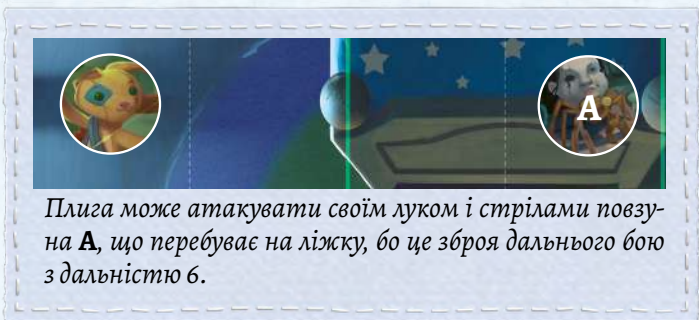 A
Плига може атакувати своїм луком і стрілами повзу-
на А, що перебуває на ліжку, бо це зброя дальнього бою
з дальністю 6.